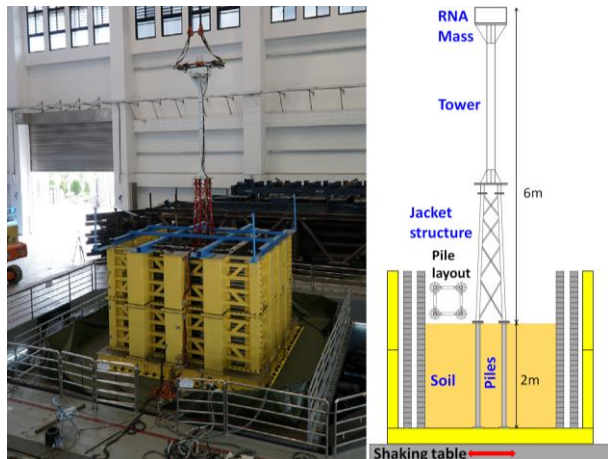 RNA
Mass
Tower
6m
Jacket
structure
Pile
layout
Soil
Piles
2m
Shaking table